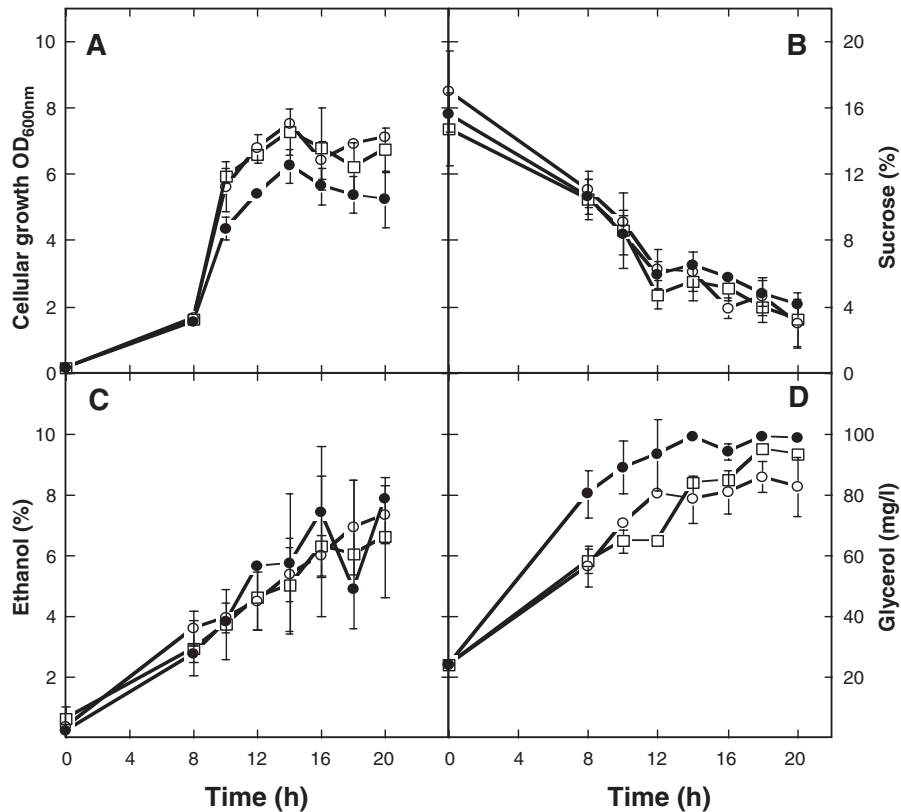 A
10
8
6
4
2
0
Cellular growth OD600nm
B
20
16
12
8
4
0
Sucrose (%)
C
10
8
6
4
2
Ethanol (%)
0 4 8 12 16 20
Time (h)
D
100
80
60
40
20
Glycerol (mg/l)
0 4 8 12 16 20
Time (h)